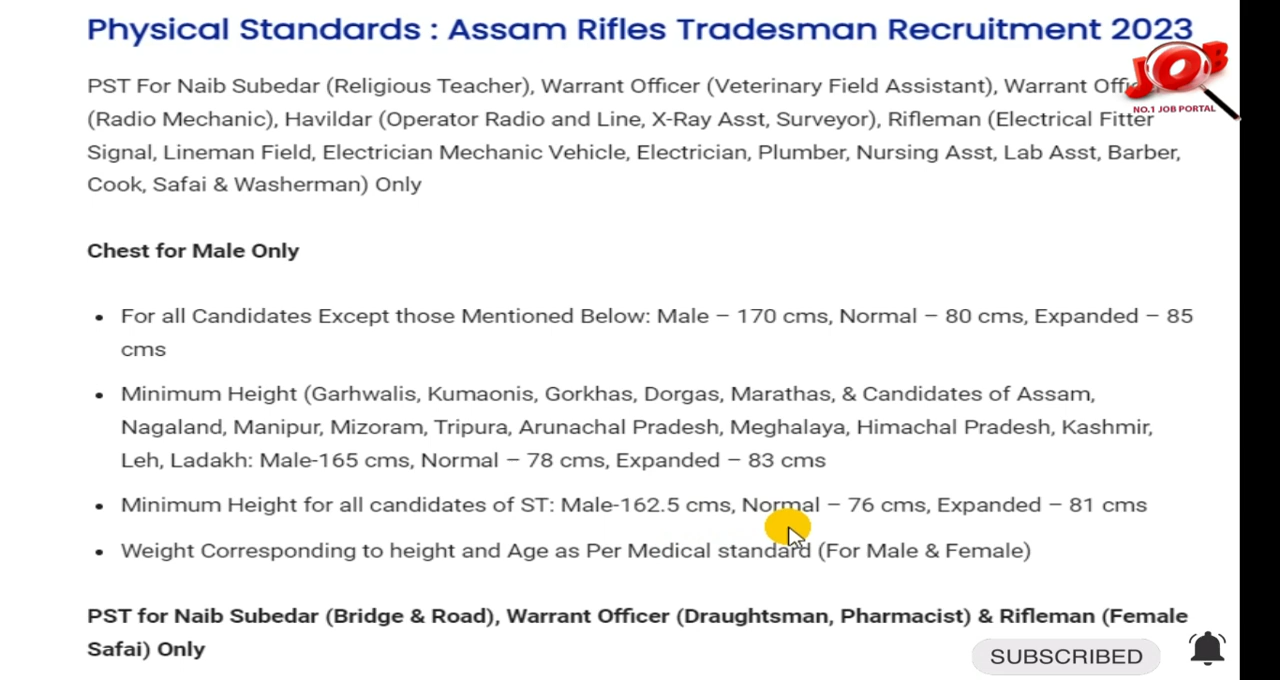 Physical Standards : Assam Rifles Tradesman Recruitment 2023
JOB
NO.1 JOB PORTAL
PST For Naib Subedar (Religious Teacher), Warrant Officer (Veterinary Field Assistant), Warrant Offi
(Radio Mechanic), Havildar (Operator Radio and Line, X-Ray Asst, Surveyor), Rifleman (Electrical Fitter
Signal, Lineman Field, Electrician Mechanic Vehicle, Electrician, Plumber, Nursing Asst, Lab Asst, Barber,
Cook, Safai & Washerman) Only
Chest for Male Only
• For all Candidates Except those Mentioned Below: Male – 170 cms, Normal – 80 cms, Expanded – 85
cms
• Minimum Height (Garhwalis, Kumaonis, Gorkhas, Dorgas, Marathas, & Candidates of Assam,
Nagaland, Manipur, Mizoram, Tripura, Arunachal Pradesh, Meghalaya, Himachal Pradesh, Kashmir,
Leh, Ladakh: Male-165 cms, Normal – 78 cms, Expanded – 83 cms
• Minimum Height for all candidates of ST: Male-162.5 cms, Normal – 76 cms, Expanded – 81 cms
• Weight Corresponding to height and Age as Per Medical standard (For Male & Female)
PST for Naib Subedar (Bridge & Road), Warrant Officer (Draughtsman, Pharmacist) & Rifleman (Female
Safai) Only
SUBSCRIBED